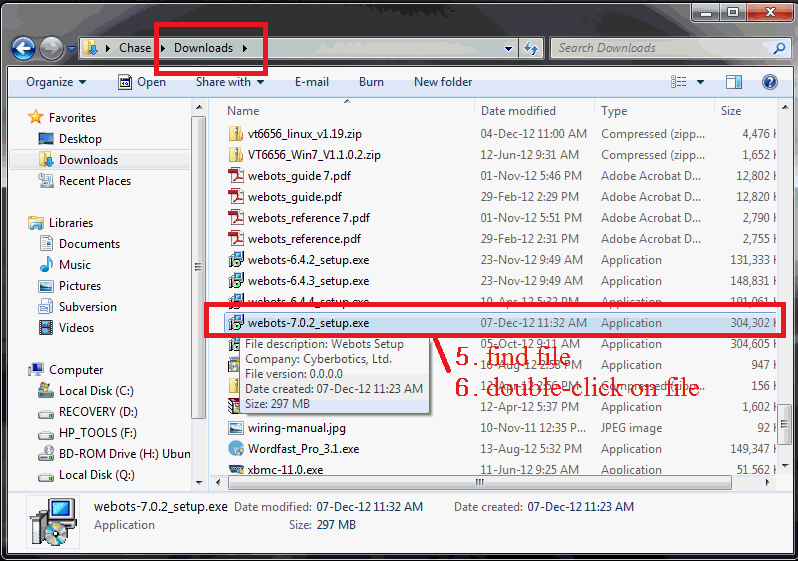 Chase Downloads Search Downloads
Organize Open Share with E-mail Burn New folder
Favorites
Desktop
Downloads
Recent Places
Libraries
Documents
Music
Pictures
Subversion
Videos
Computer
Local Disk (C:)
RECOVERY (D:)
HP_TOOLS (F:)
BD-ROM Drive (H:) Ubun
Local Disk (Q:)
Name Date modified Type Size
vt6656_linux_v1.19.zip 04-Dec-12 11:00 AM Compressed (zipp... 4,476 K
VT6656_Win7_V1.1.0.2.zip 12-Jun-12 9:31 AM Compressed (zipp... 1,652 K
webots_guide 7.pdf 01-Nov-12 5:46 PM Adobe Acrobat D... 12,802 K
webots_guide.pdf 29-Feb-12 2:29 PM Adobe Acrobat D... 12,820 K
webots_reference 7.pdf 01-Nov-12 5:51 PM Adobe Acrobat D... 2,790 K
webots_reference.pdf 29-Feb-12 2:31 PM Adobe Acrobat D... 2,755 K
webots-6.4.2_setup.exe 23-Nov-12 9:49 AM Application 131,333 K
webots-6.4.3_setup.exe 23-Nov-12 9:49 AM Application 148,831 K
webots-6.4.4_setup.exe 10-Apr-12 5:32 PM Application 191,061 K
webots-7.0.2_setup.exe 07-Dec-12 11:32 AM Application 304,302 K
05-Oct-12 9:11 AM Application 304,605 K
16-Aug-12 2:58 PM Application 947 K
12-Apr-12 2:56 PM Compressed (zipp... 156 K
12-Apr-12 5:37 PM Application 1,602 K
wiring-manual.jpg 10-Nov-11 12:35 P... JPEG image 92 K
Wordfast_Pro_3.1.exe 13-Aug-12 5:32 PM Application 149,347 K
xbmc-11.0.exe 11-Jun-12 9:25 AM Application 51,562 K
File description: Webots Setup
Company: Cyberbotics, Ltd.
File version: 0.0.0.0
Date created: 07-Dec-12 11:23 AM
Size: 297 MB
5. find file
6. double-click on file
webots-7.0.2_setup.exe Date modified: 07-Dec-12 11:32 AM Date created: 07-Dec-12 11:23 AM
Application Size: 297 MB